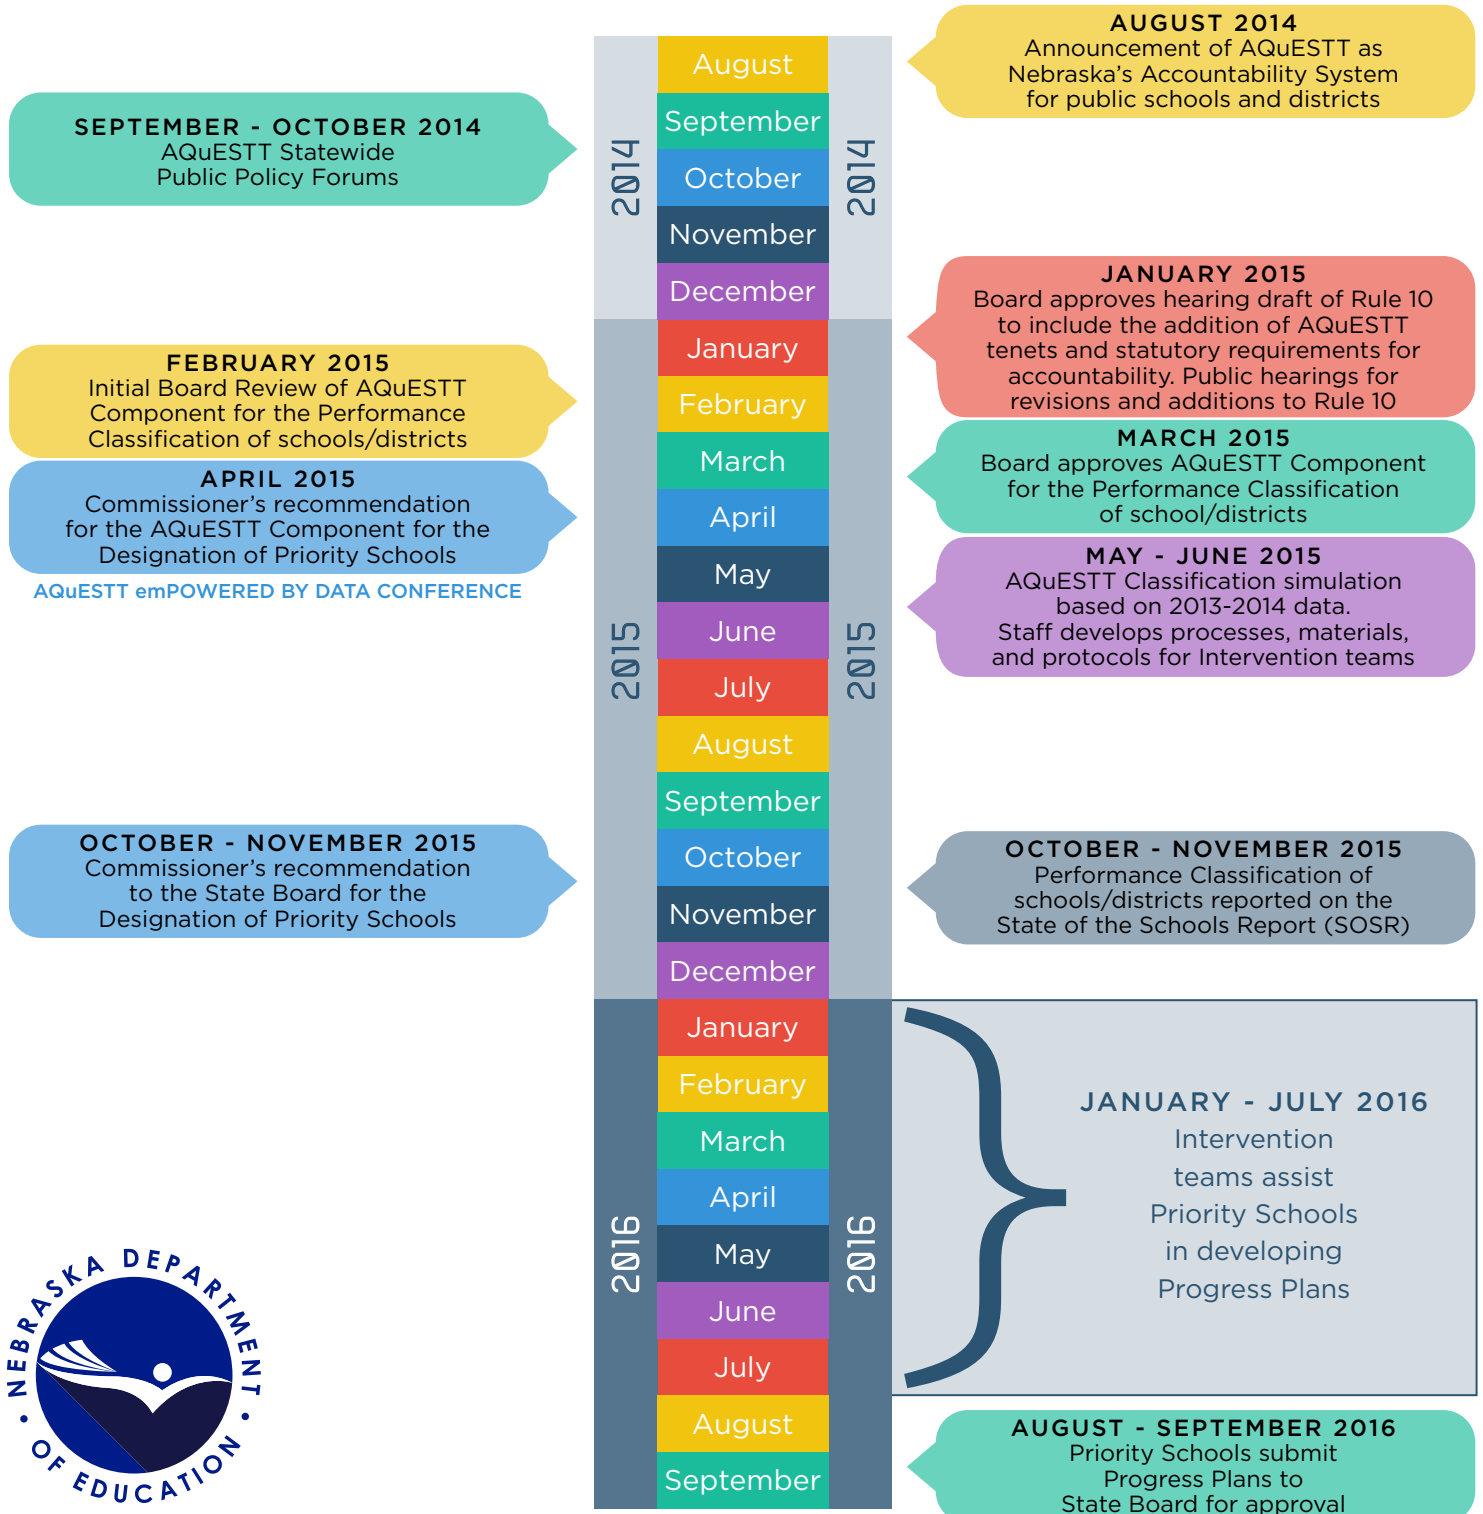 AUGUST 2014
Announcement of AQuESTT as
Nebraska's Accountability System
for public schools and districts
SEPTEMBER - OCTOBER 2014
AQuESTT Statewide
Public Policy Forums
JANUARY 2015
Board approves hearing draft of Rule 10
to include the addition of AQuESTT
tenets and statutory requirements for
accountability. Public hearings for
revisions and additions to Rule 10
FEBRUARY 2015
Initial Board Review of AQuESTT
Component for the Performance
Classification of schools/districts
MARCH 2015
Board approves AQuESTT Component
for the Performance Classification
of school/districts
APRIL 2015
Commissioner's recommendation
for the AQuESTT Component for the
Designation of Priority Schools
AQuESTT emPOWERED BY DATA CONFERENCE
MAY - JUNE 2015
AQuESTT Classification simulation
based on 2013-2014 data.
Staff develops processes, materials,
and protocols for Intervention teams
OCTOBER - NOVEMBER 2015
Commissioner's recommendation
to the State Board for the
Designation of Priority Schools
OCTOBER - NOVEMBER 2015
Performance Classification of
schools/districts reported on the
State of the Schools Report (SOSR)
JANUARY - JULY 2016
Intervention
teams assist
Priority Schools
in developing
Progress Plans
AUGUST - SEPTEMBER 2016
Priority Schools submit
Progress Plans to
State Board for approval
2014
2014
August
September
October
November
December
2015
2015
January
February
March
April
May
June
July
August
September
October
November
December
2016
2016
January
February
March
April
May
June
July
August
September
NEBRASKA DEPARTMENT
• OF EDUCATION •